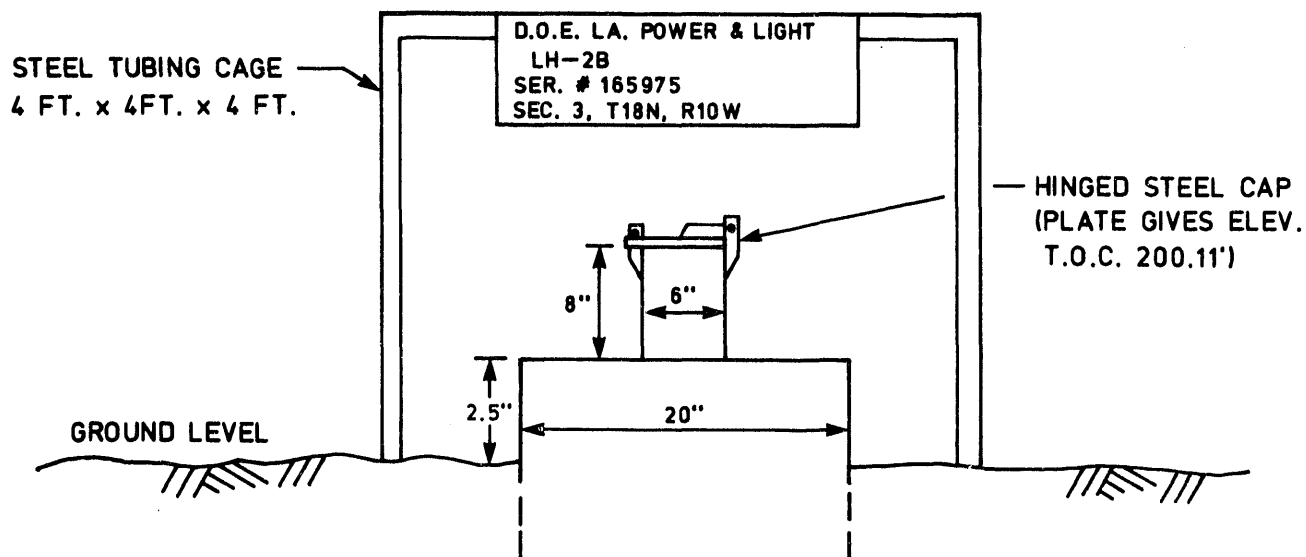 D.O.E. LA. POWER & LIGHT
LH-2B
SER. # 165975
SEC. 3, T18N, R10W
STEEL TUBING CAGE
4 FT. x 4FT. x 4 FT.
HINGED STEEL CAP
(PLATE GIVES ELEV.
T.O.C. 200.11')
8"
6"
2.5"
20"
GROUND LEVEL